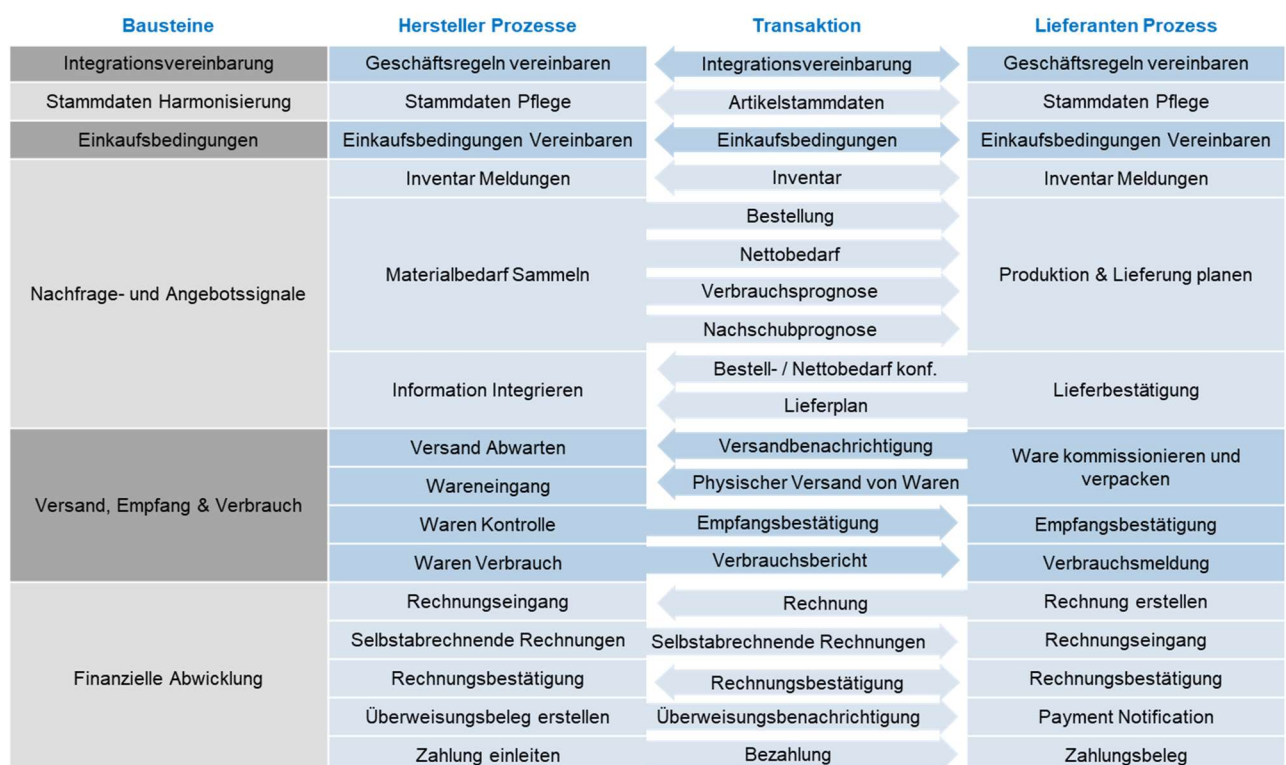 Bausteine
Hersteller Prozesse
Transaktion
Lieferanten Prozess
Integrationsvereinbarung
Geschäftsregeln vereinbaren
Integrationsvereinbarung
Geschäftsregeln vereinbaren
Stammdaten Harmonisierung
Stammdaten Pflege
Artikelstammdaten
Stammdaten Pflege
Einkaufsbedingungen
Einkaufsbedingungen Vereinbaren
Einkaufsbedingungen
Einkaufsbedingungen Vereinbaren
Nachfrage- und Angebotssignale
Inventar Meldungen
Inventar
Inventar Meldungen
Materialbedarf Sammeln
Bestellung
Nettobedarf
Verbrauchsprognose
Nachschubprognose
Produktion & Lieferung planen
Information Integrieren
Bestell- / Nettobedarf konf.
Lieferplan
Lieferbestätigung
Versand, Empfang & Verbrauch
Versand Abwarten
Versandbenachrichtigung
Ware kommissionieren und
verpacken
Wareneingang
Physischer Versand von Waren
Waren Kontrolle
Empfangsbestätigung
Empfangsbestätigung
Waren Verbrauch
Verbrauchsbericht
Verbrauchsmeldung
Finanzielle Abwicklung
Rechnungseingang
Rechnung
Rechnung erstellen
Selbstabrechnende Rechnungen
Selbstabrechnende Rechnungen
Rechnungseingang
Rechnungsbestätigung
Rechnungsbestätigung
Rechnungsbestätigung
Überweisungsbeleg erstellen
Überweisungsbenachrichtigung
Payment Notification
Zahlung einleiten
Bezahlung
Zahlungsbeleg